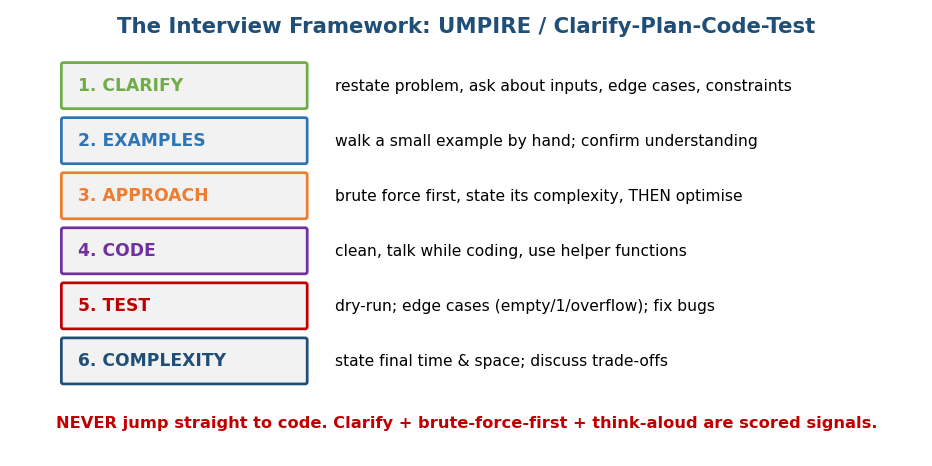 The Interview Framework: UMPIRE / Clarify-Plan-Code-Test
1. CLARIFY restate problem, ask about inputs, edge cases, constraints
2. EXAMPLES walk a small example by hand; confirm understanding
3. APPROACH brute force first, state its complexity, THEN optimise
4. CODE clean, talk while coding, use helper functions
5. TEST dry-run; edge cases (empty/1/overflow); fix bugs
6. COMPLEXITY state final time & space; discuss trade-offs
NEVER jump straight to code. Clarify + brute-force-first + think-aloud are scored signals.